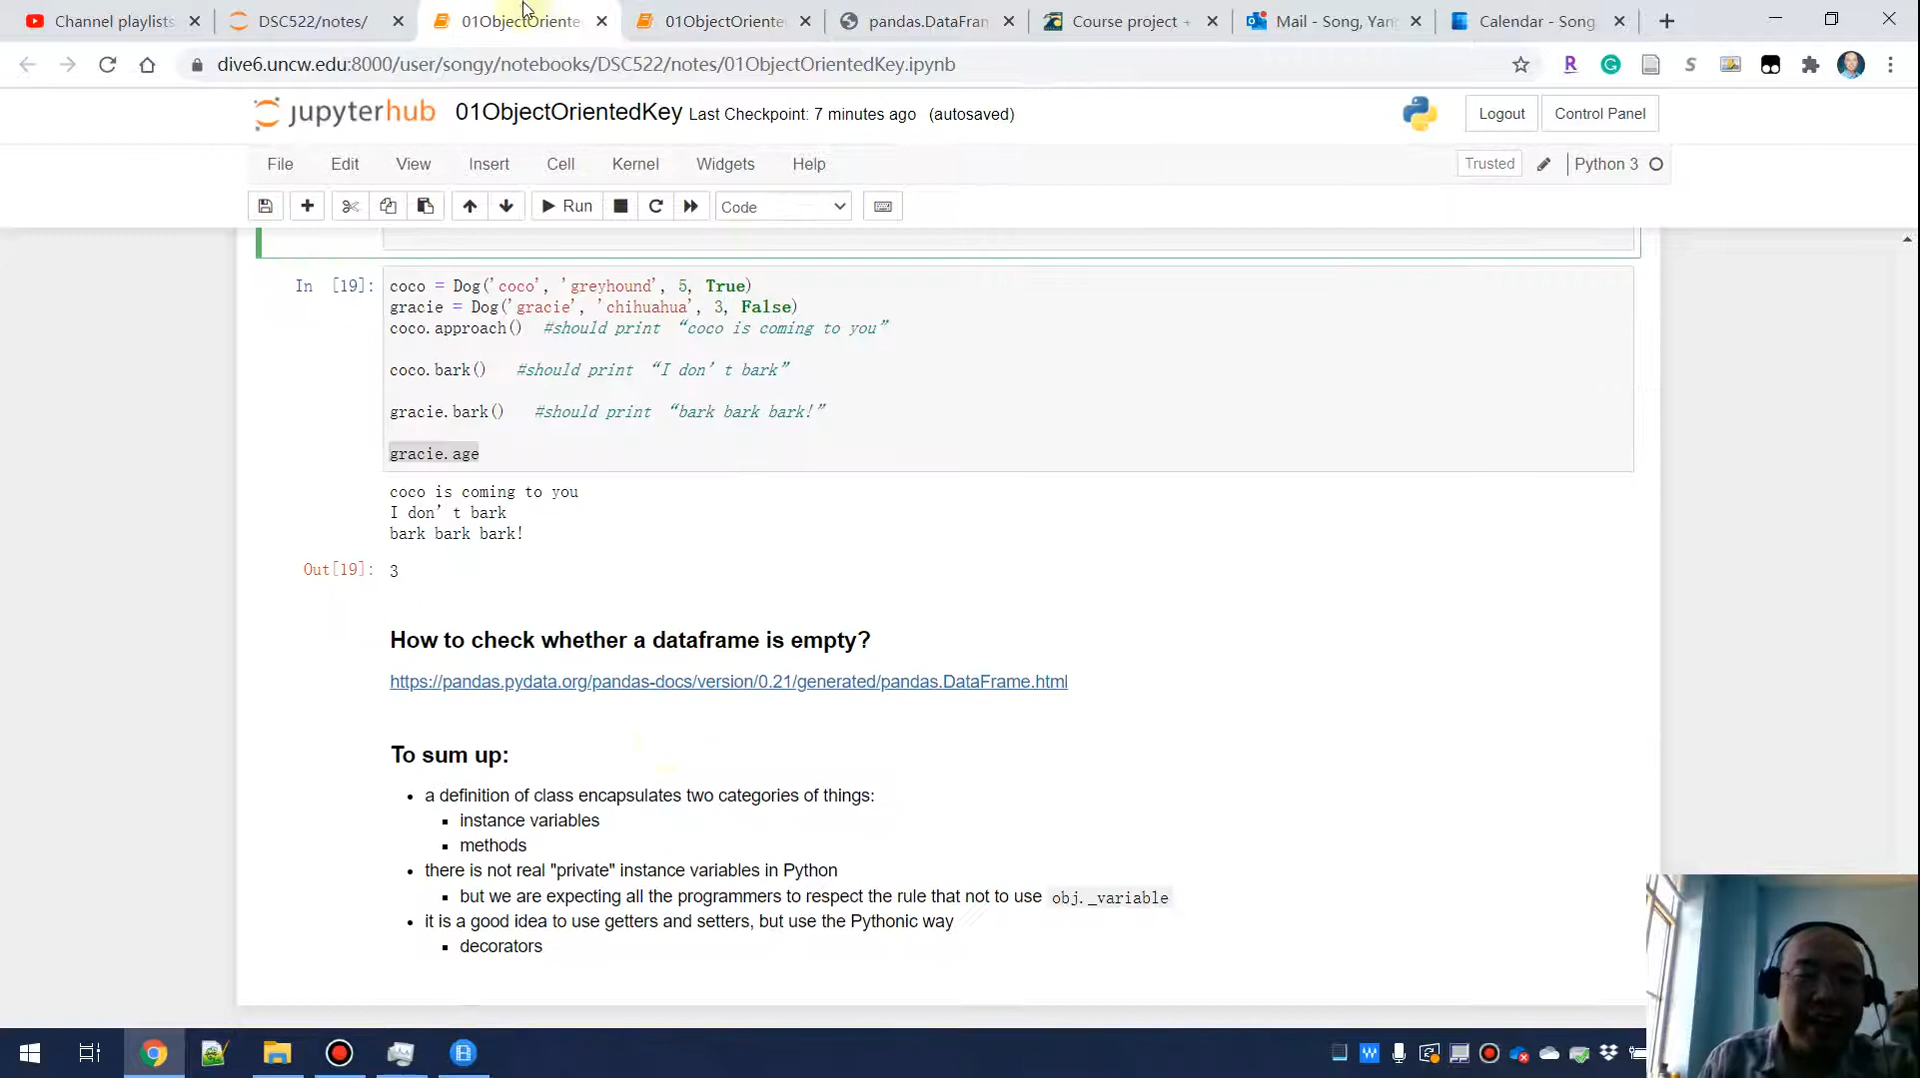 Channel playlists
DSC522/notes/
01ObjectOriente
01ObjectOriente
pandas.DataFran
Course project +
Mail - Song, Yan
Calendar - Song
dive6.uncw.edu:8000/user/songy/notebooks/DSC522/notes/01ObjectOrientedKey.ipynb
jupyterhub 01ObjectOrientedKey Last Checkpoint: 7 minutes ago (autosaved) Logout Control Panel
File Edit View Insert Cell Kernel Widgets Help Trusted Python 3
Run Code
In [19]: coco = Dog('coco', 'greyhound', 5, True)
gracie = Dog('gracie', 'chihuahua', 3, False)
coco.approach() #should print “coco is coming to you”
coco.bark() #should print “I don’t bark”
gracie.bark() #should print “bark bark bark!”
gracie.age
coco is coming to you
I don’t bark
bark bark bark!
Out[19]: 3
How to check whether a dataframe is empty?
https://pandas.pydata.org/pandas-docs/version/0.21/generated/pandas.DataFrame.html
To sum up:
• a definition of class encapsulates two categories of things:
▪ instance variables
▪ methods
• there is not real "private" instance variables in Python
▪ but we are expecting all the programmers to respect the rule that not to use obj._variable
• it is a good idea to use getters and setters, but use the Pythonic way
▪ decorators